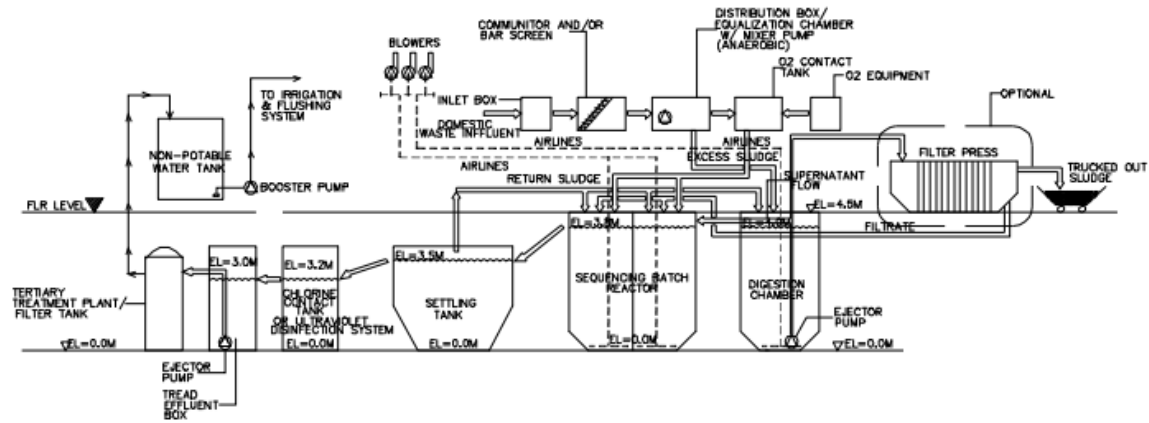 COMMUNITOR AND/OR
BAR SCREEN
DISTRIBUTION BOX/
EQUALIZATION CHAMBER
W/ MIXER PUMP
(ANAEROBIC)
BLOWERS
O2 CONTACT
TANK
O2 EQUIPMENT
TO IRRIGATION
& FLUSHING
SYSTEM
INLET BOX
OPTIONAL
DOMESTIC
WASTE INFFLUENT
AIRLINES
AIRLINES
NON-POTABLE
WATER TANK
EXCESS SLUDGE
FILTER PRESS
AIRLINES
TRUCKED OUT
SLUDGE
BOOSTER PUMP
RETURN SLUDGE
SUPERNATANT
FLOW
FLR LEVEL
EL=4.5M
FILTRATE
EL=3.0M
EL=3.2M
EL=3.5M
SEQUENCING BATCH
REACTOR
DIGESTION
CHAMBER
TERTIARY
TREATMENT PLANT/
FILTER TANK
CHLORINE
CONTACT
TANK
OR ULTRAVIOLET
DISINFECTION SYSTEM
SETTLING
TANK
EJECTOR
PUMP
EL=0.0M
EL=0.0M
EL=0.0M
EL=0.0M
EL=0.0M
EJECTOR
PUMP
TREAD
EFFLUENT
BOX